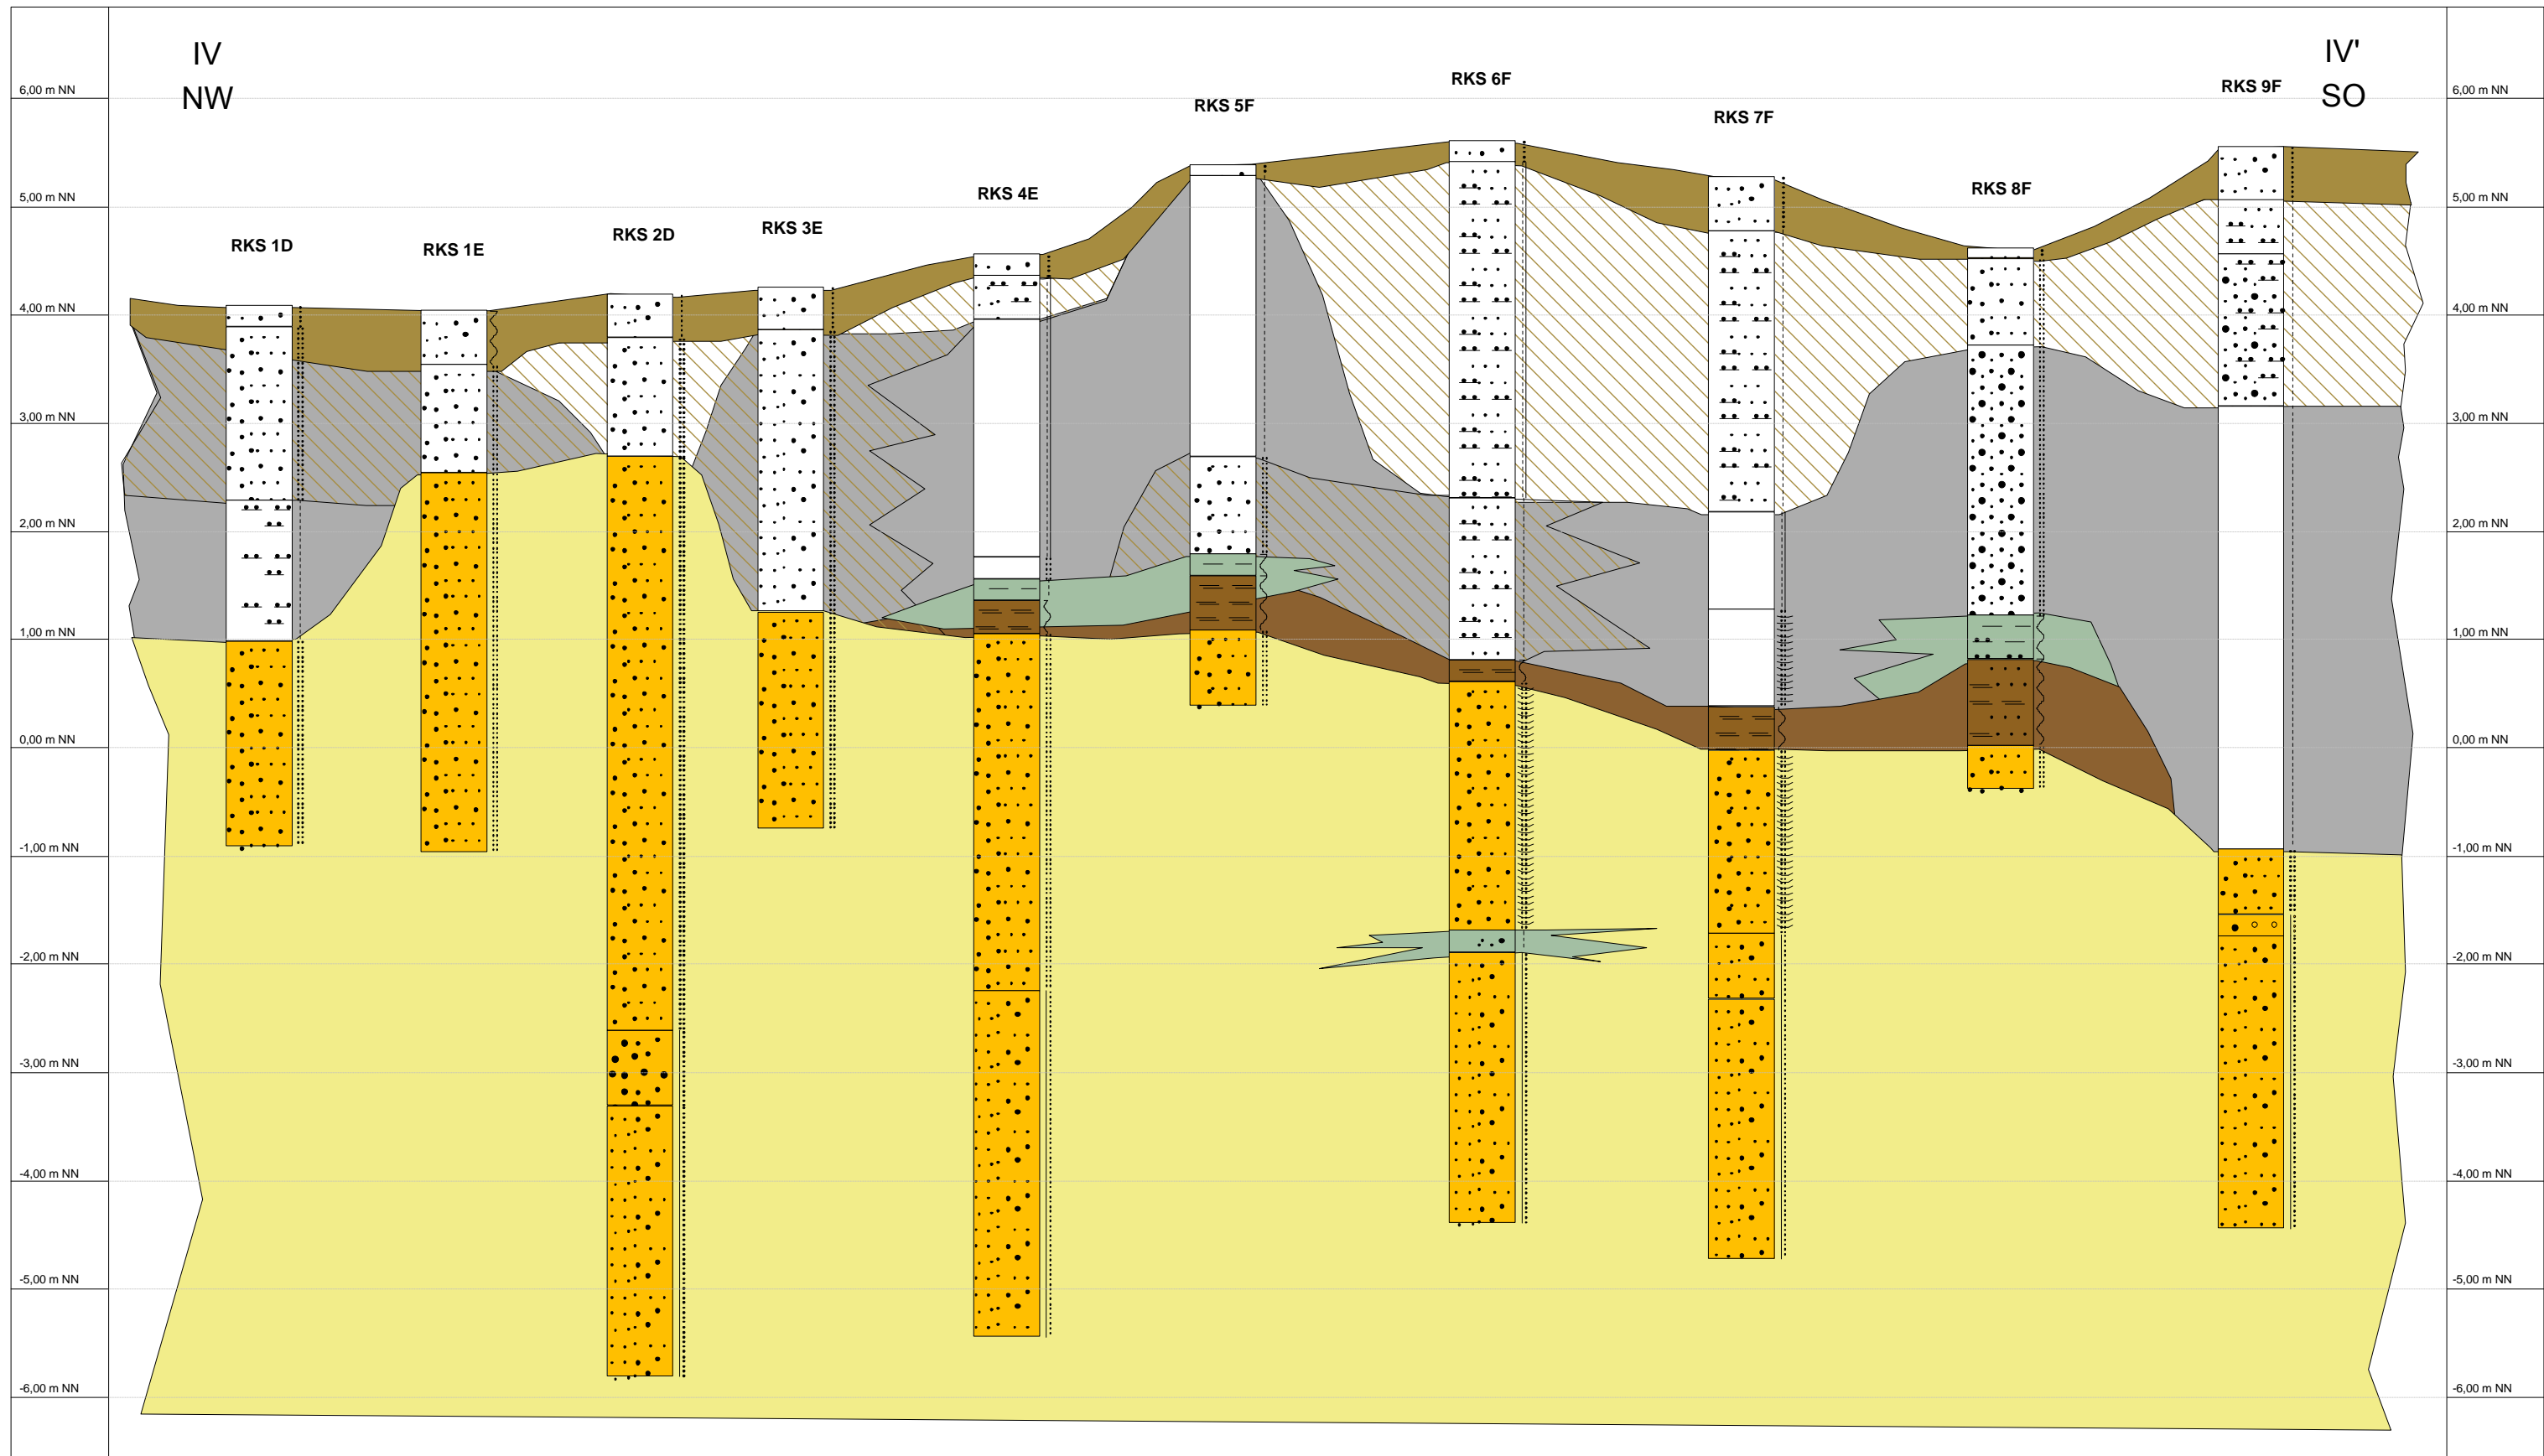 IV
NW
IV'
SO
RKS 1D
RKS 1E
RKS 2D
RKS 3E
RKS 4E
RKS 5F
RKS 6F
RKS 7F
RKS 8F
RKS 9F
6,00 m NN
5,00 m NN
4,00 m NN
3,00 m NN
2,00 m NN
1,00 m NN
0,00 m NN
-1,00 m NN
-2,00 m NN
-3,00 m NN
-4,00 m NN
-5,00 m NN
-6,00 m NN
6,00 m NN
5,00 m NN
4,00 m NN
3,00 m NN
2,00 m NN
1,00 m NN
0,00 m NN
-1,00 m NN
-2,00 m NN
-3,00 m NN
-4,00 m NN
-5,00 m NN
-6,00 m NN